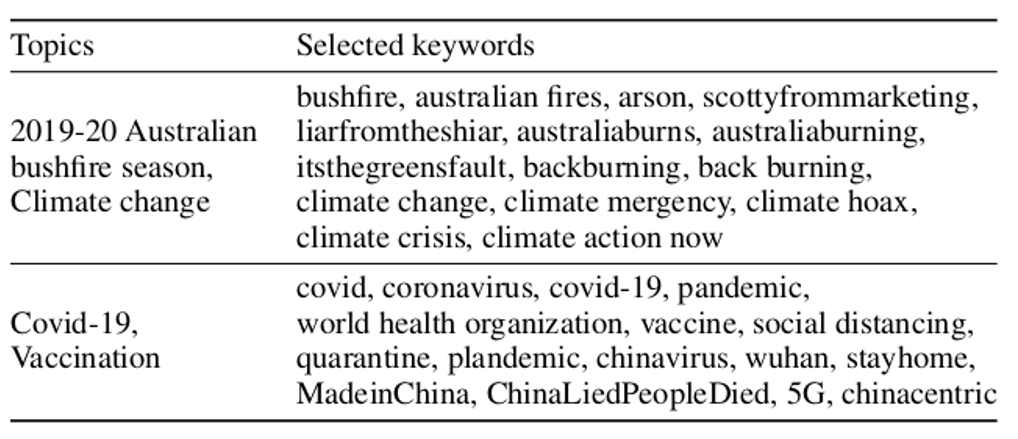 Topics Selected keywords
bushfire, australian fires, arson, scottyfrommarketing,
2019-20 Australian liarfromtheshiar, australiaburns, australiaburning,
bushfire season, itsthegreensfault, backburning, back burning,
Climate change climate change, climate mergency, climate hoax,
climate crisis, climate action now
covid, coronavirus, covid-19, pandemic,
Covid-19, world health organization, vaccine, social distancing,
Vaccination quarantine, plandemic, chinavirus, wuhan, stayhome,
MadeinChina, ChinaLiedPeopleDied, 5G, chinacentric